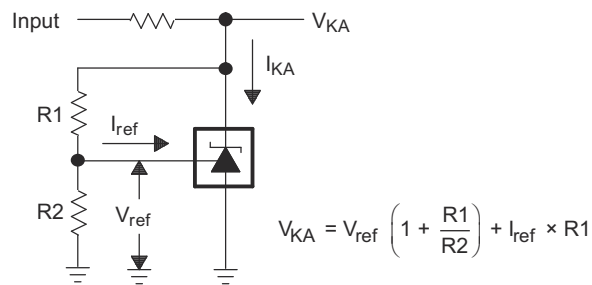 Input
V_KA
I_KA
R1
I_ref
R2
V_ref
V_KA = V_ref (1 + R1/R2) + I_ref × R1